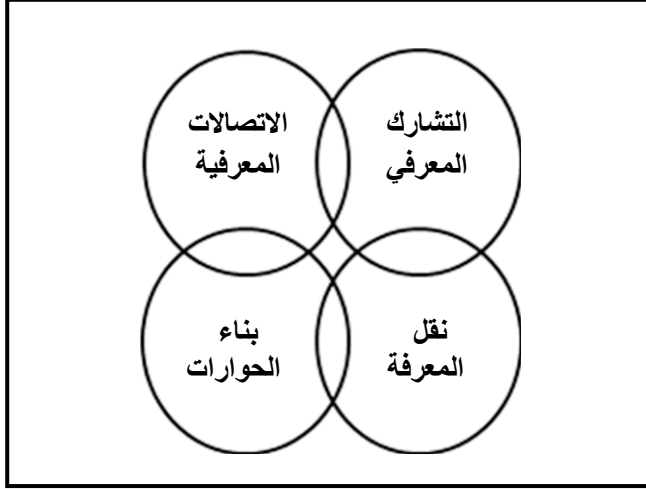 التشارك
المعرفي
الاتصالات
المعرفية
نقل
المعرفة
بناء
الحوارات